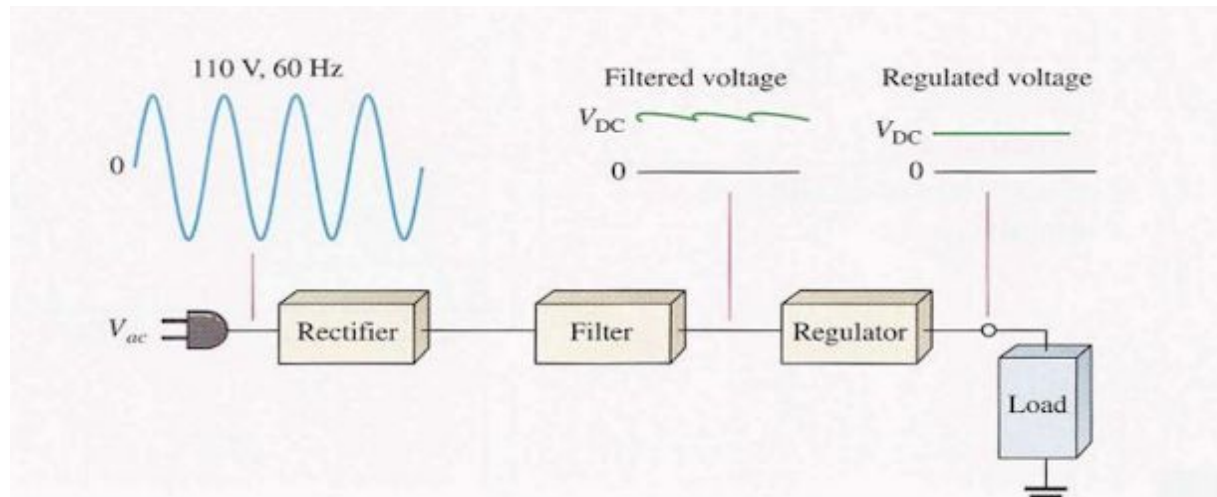 110 V, 60 Hz
0
Filtered voltage
V_DC
0
Regulated voltage
V_DC
0
V_ac
Rectifier
Filter
Regulator
Load